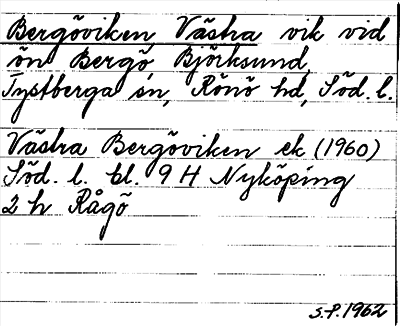 Bergöviken Västra vik vid
ön Bergö, Björksund,
Tystberga sn, Rönö hd, Söd. l.
Västra Bergöviken ek (1960)
Söd. l. bl. 9 H Nyköping
2 h Rågö
S.P. 1962